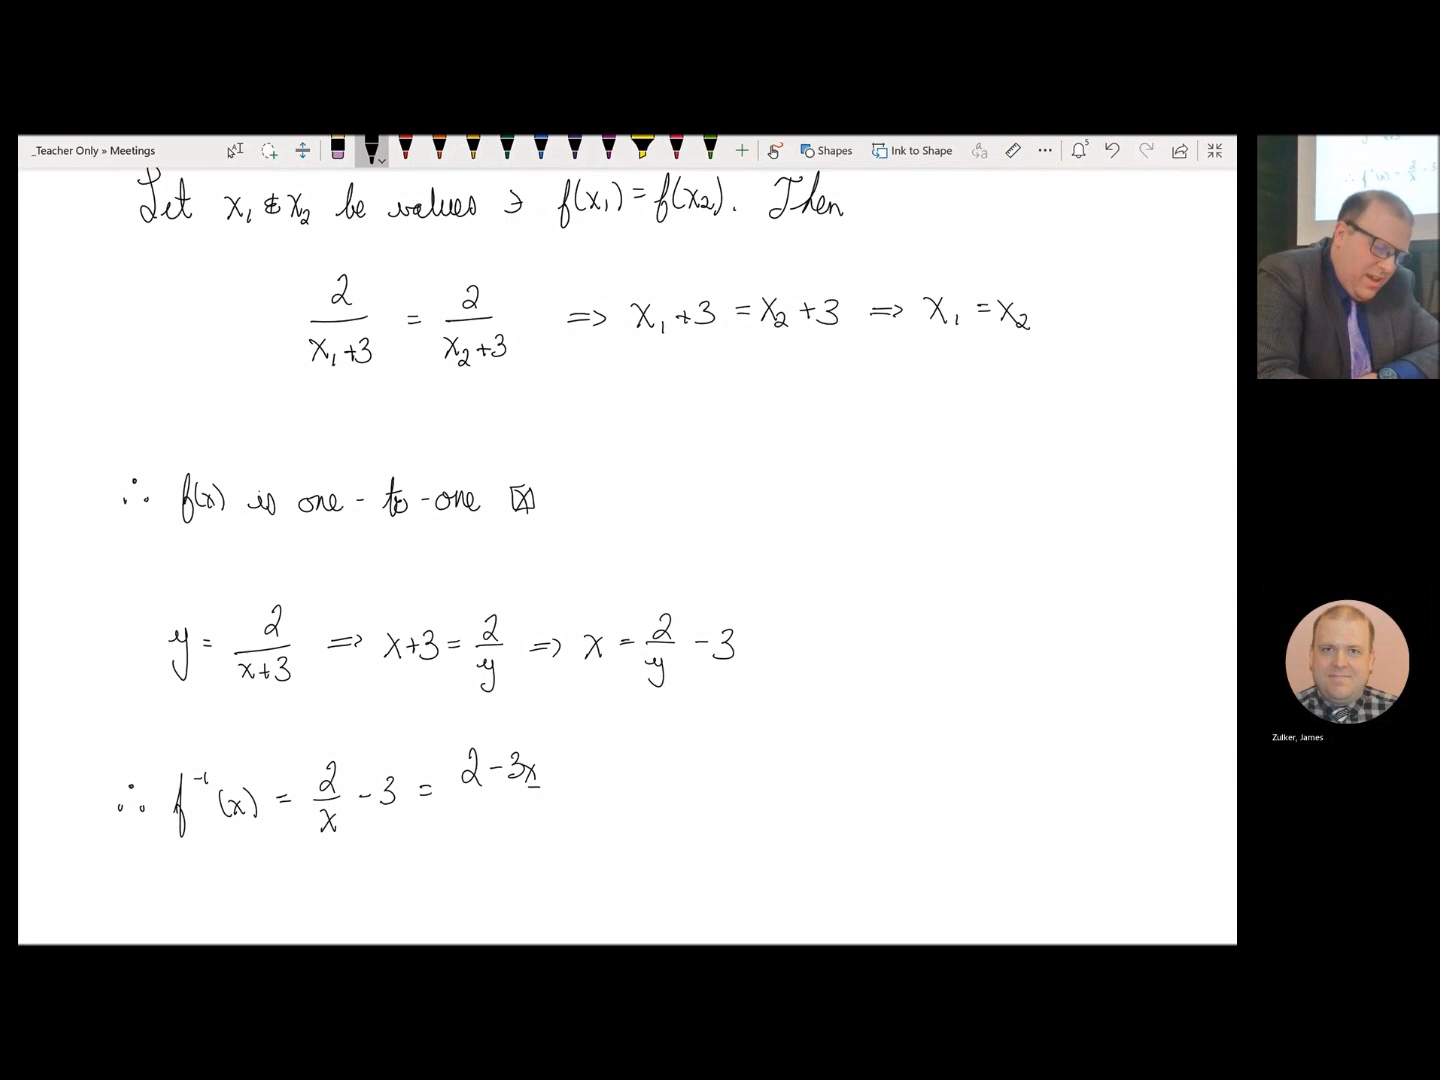 _Teacher Only » Meetings
Shapes
Ink to Shape
Let x₁ & x₂ be values ∋ f(x₁) = f(x₂). Then
2/(x₁+3) = 2/(x₂+3) ⇒ x₁+3 = x₂+3 ⇒ x₁ = x₂
∴ f(x) is one-to-one
y = 2/(x+3) ⇒ x+3 = 2/y ⇒ x = 2/y - 3
∴ f⁻¹(x) = 2/x - 3 = 2-3x
Zulker, James